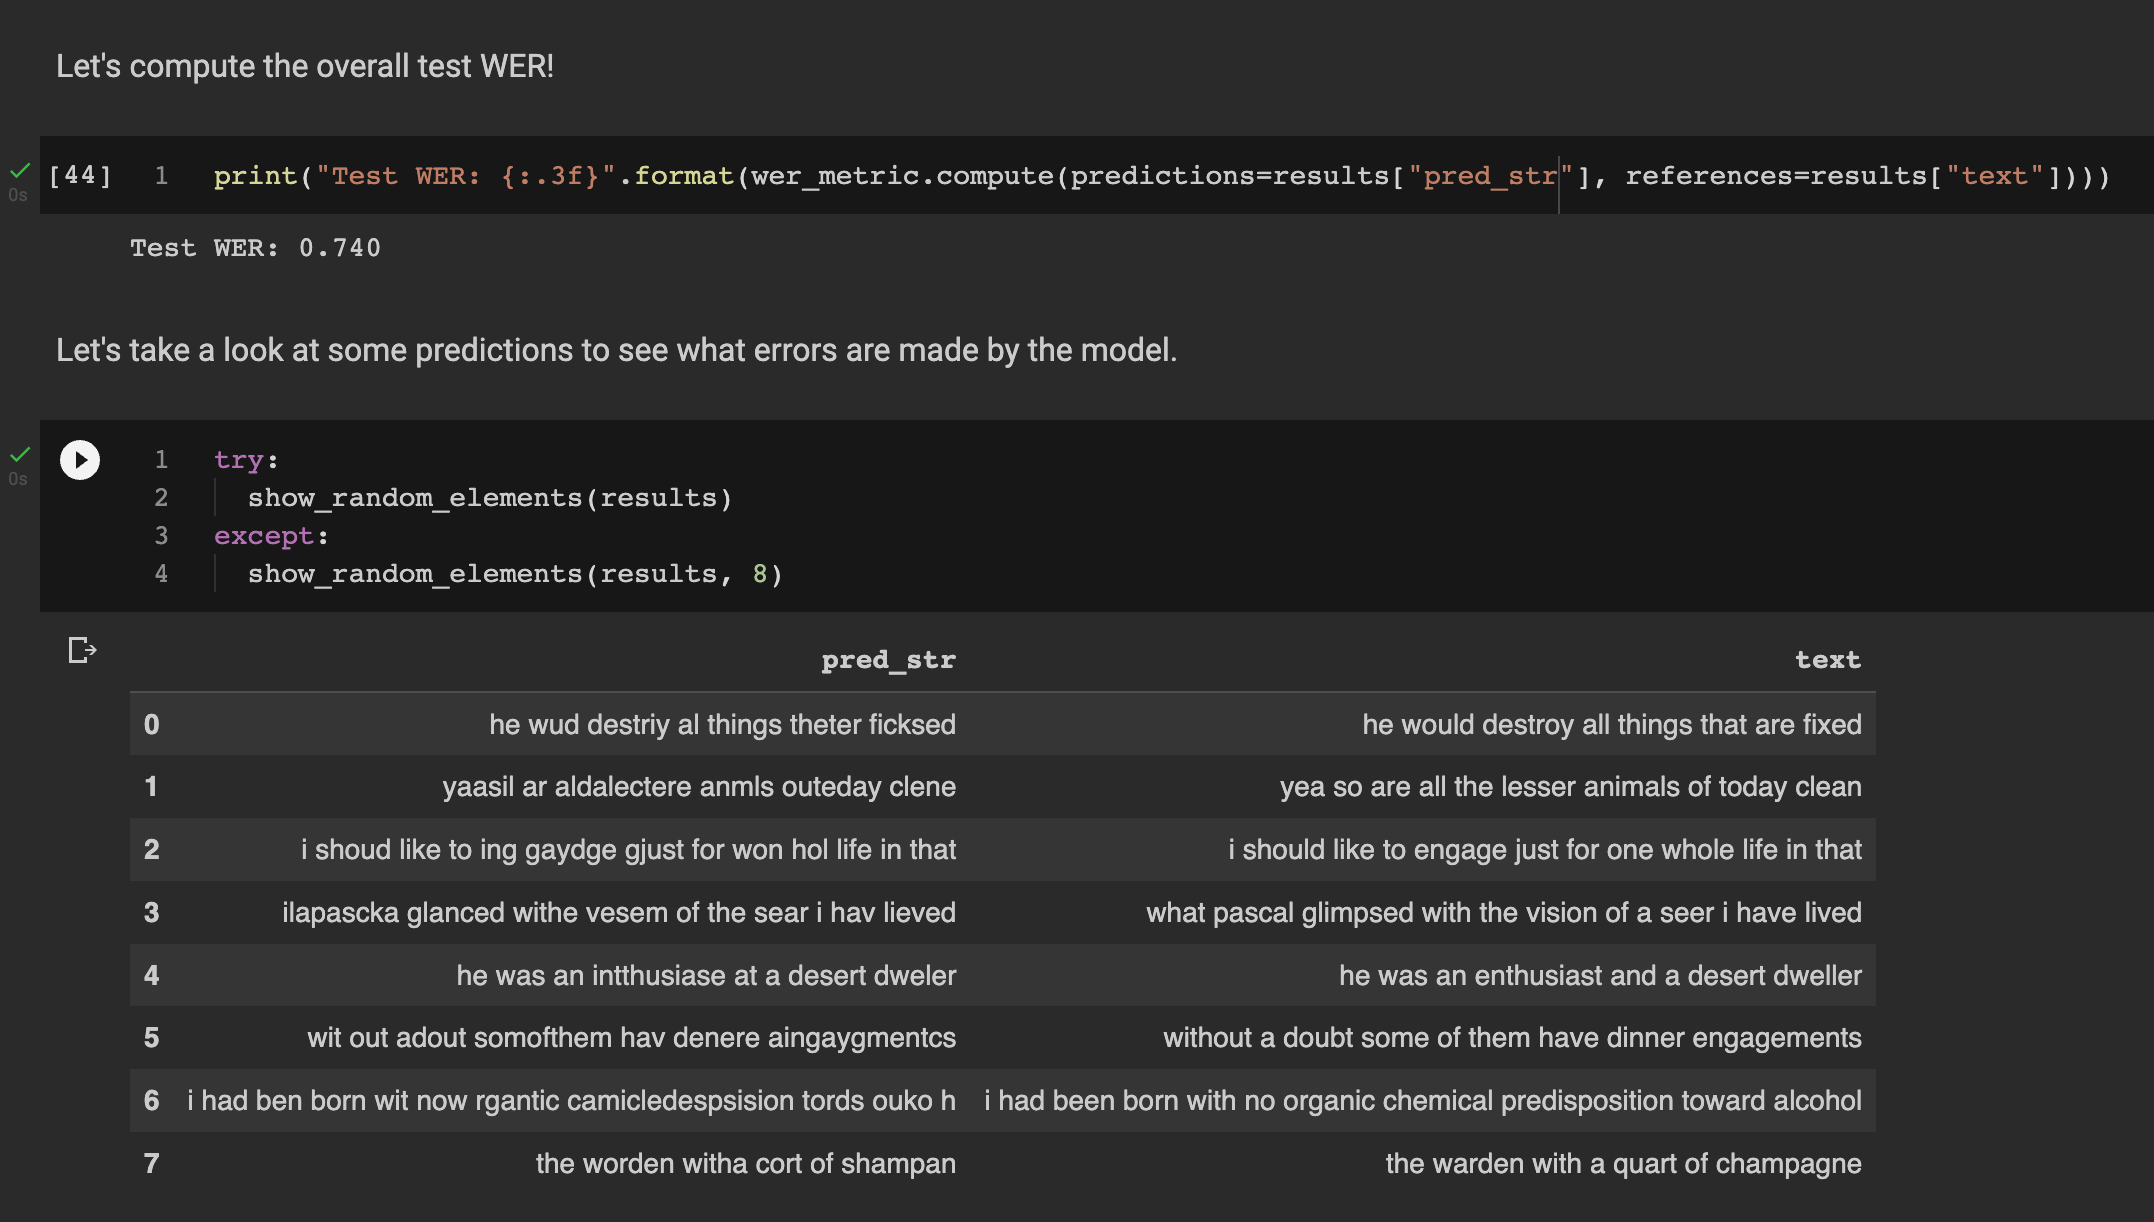 Let's compute the overall test WER!
0s
[44] 1 print("Test WER: {:.3f}".format(wer_metric.compute(predictions=results["pred_str"], references=results["text"])))
Test WER: 0.740
Let's take a look at some predictions to see what errors are made by the model.
0s
1 try:
2 show_random_elements(results)
3 except:
4 show_random_elements(results, 8)
pred_str text
0 he wud destriy al things theter ficksed he would destroy all things that are fixed
1 yaasil ar aldalectere anmls outeday clene yea so are all the lesser animals of today clean
2 i shoud like to ing gaydge gjust for won hol life in that i should like to engage just for one whole life in that
3 ilapascka glanced withe vesem of the sear i hav lieved what pascal glimpsed with the vision of a seer i have lived
4 he was an intthusiase at a desert dweler he was an enthusiast and a desert dweller
5 wit out adout somofthem hav denere aingaygmentcs without a doubt some of them have dinner engagements
6 i had ben born wit now rgantic camicledespsision tords ouko h i had been born with no organic chemical predisposition toward alcohol
7 the worden witha cort of shampan the warden with a quart of champagne